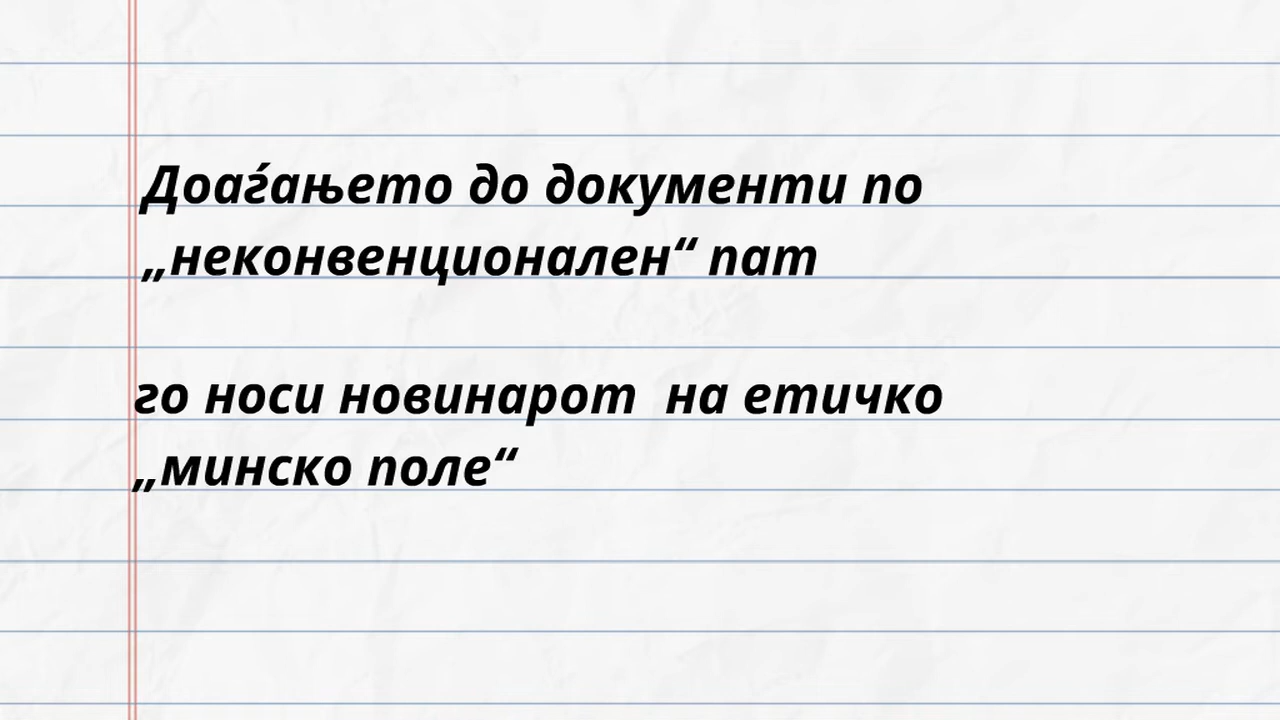 Доаѓањето до документи по
„неконвенционален“ пат
го носи новинарот  на етичко
„минско поле“